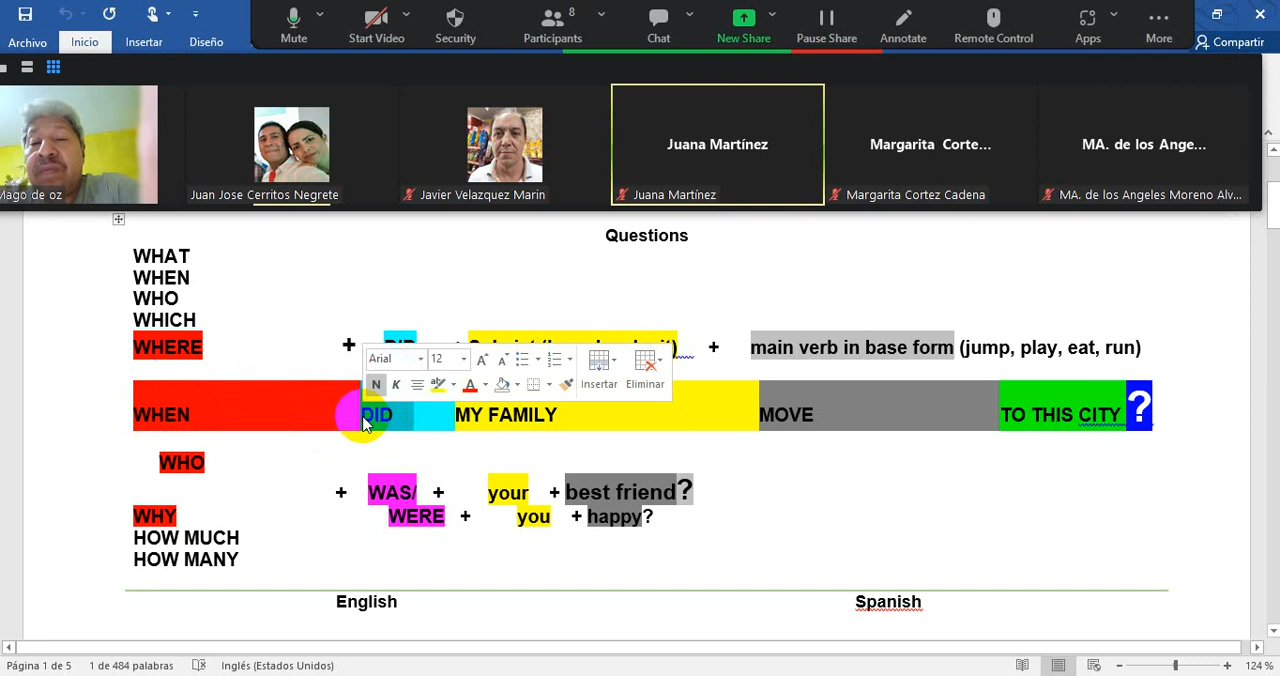 8
Mute
Start Video
Security
Participants
Chat
New Share
Pause Share
Annotate
Remote Control
Apps
More
Archivo
Inicio
Insertar
Diseño
Compartir
Juana Martínez
Margarita Corte...
MA. de los Ange...
Mago de oz
Juan Jose Cerritos Negrete
Javier Velazquez Marin
Juana Martínez
Margarita Cortez Cadena
MA. de los Angeles Moreno Alv...
Questions
WHAT
WHEN
WHO
WHICH
WHERE + + main verb in base form (jump, play, eat, run)
Arial 12
N K Insertar Eliminar
WHEN DID MY FAMILY MOVE TO THIS CITY ?
WHO
+ WAS/ + your + best friend?
WHY WERE + you + happy?
HOW MUCH
HOW MANY
English Spanish
Página 1 de 5 1 de 484 palabras Inglés (Estados Unidos) 124 %